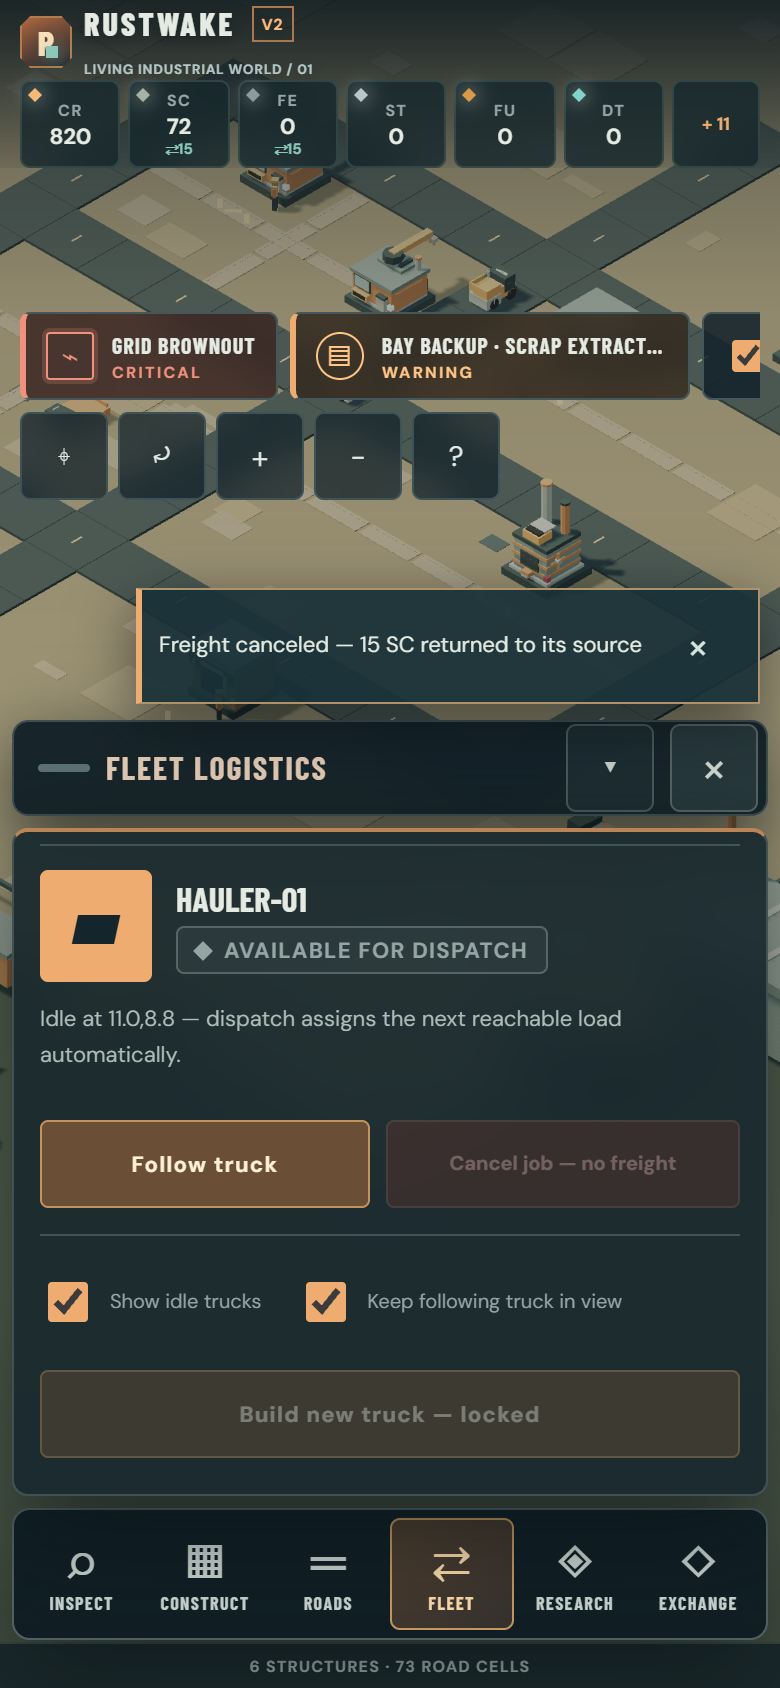 RUSTWAKE
V2
LIVING INDUSTRIAL WORLD / 01
CR
820
SC
72
⇄15
FE
0
⇄15
ST
0
FU
0
DT
0
+ 11
GRID BROWNOUT
CRITICAL
BAY BACKUP · SCRAP EXTRACT...
WARNING
+
-
?
Freight canceled — 15 SC returned to its source
×
FLEET LOGISTICS
▼
×
HAULER-01
◆ AVAILABLE FOR DISPATCH
Idle at 11.0,8.8 — dispatch assigns the next reachable load
automatically.
Follow truck
Cancel job — no freight
Show idle trucks
Keep following truck in view
Build new truck — locked
INSPECT
CONSTRUCT
ROADS
FLEET
RESEARCH
EXCHANGE
6 STRUCTURES · 73 ROAD CELLS